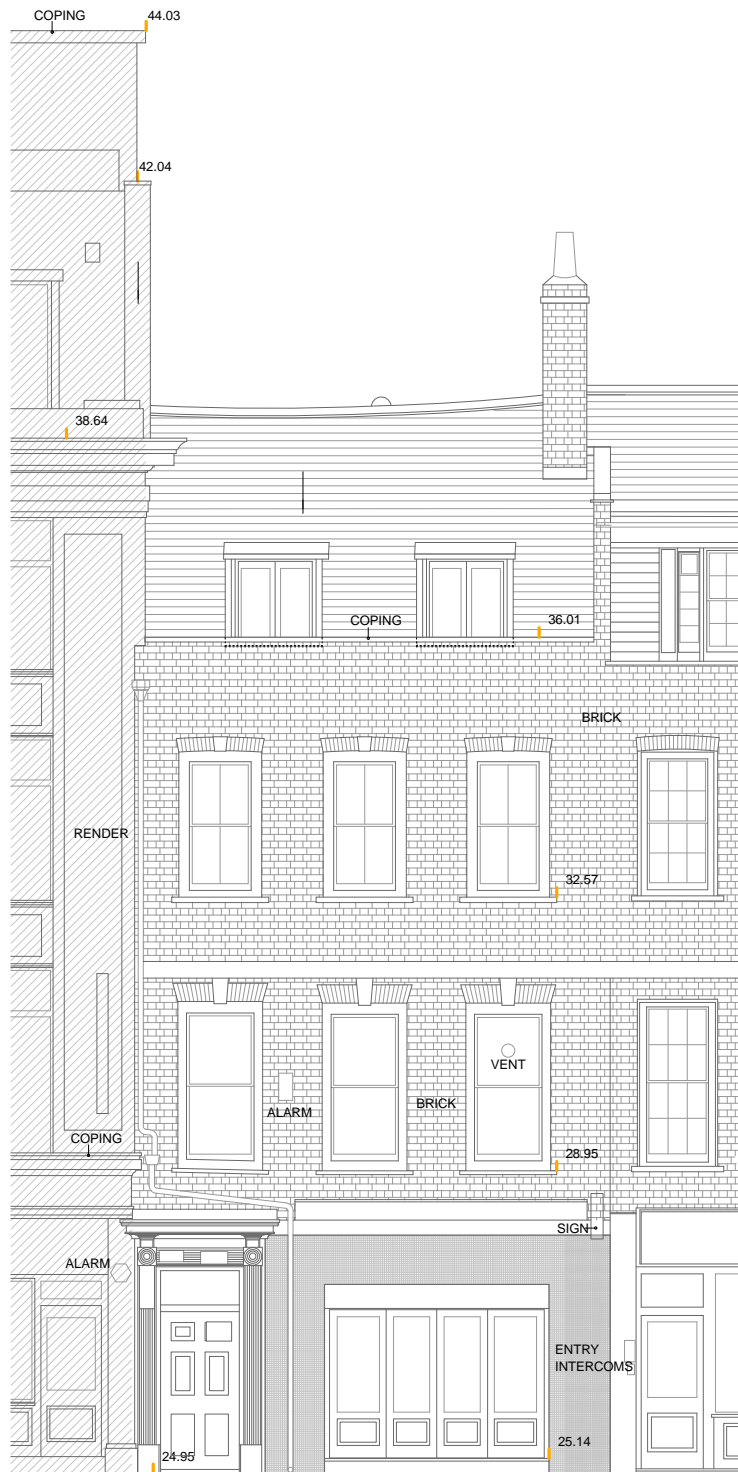 COPING
44.03
42.04
38.64
COPING
36.01
BRICK
RENDER
32.57
VENT
ALARM
BRICK
COPING
28.95
SIGN
ALARM
ENTRY
INTERCOMS
25.14
24.95